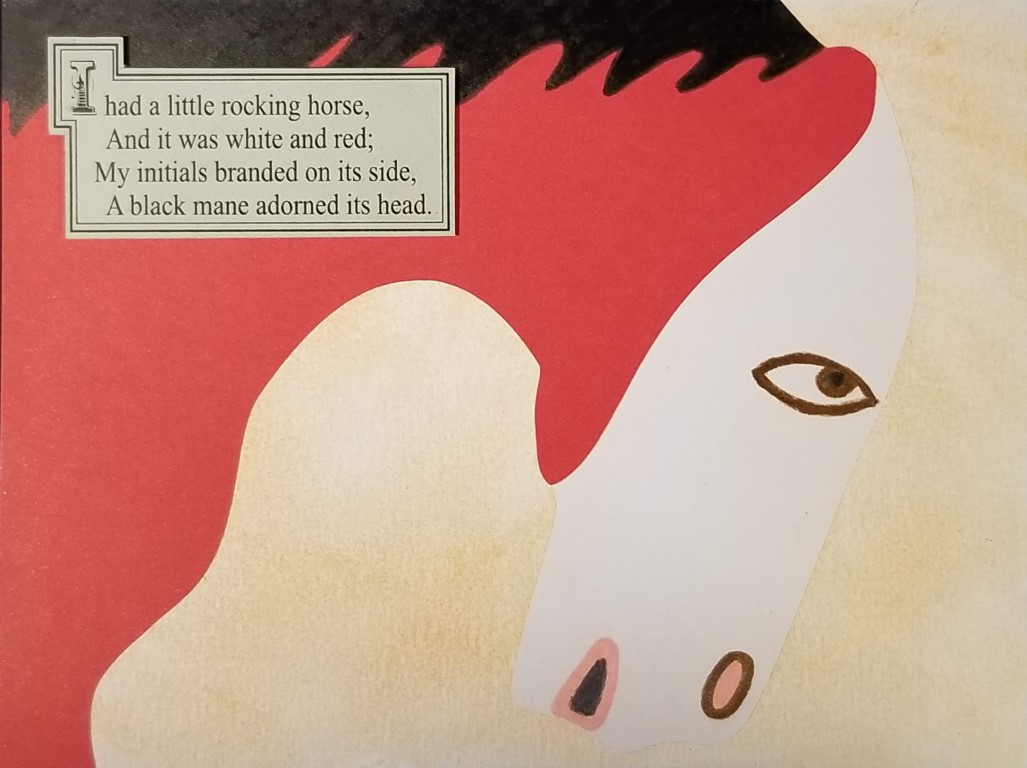 I had a little rocking horse,
And it was white and red;
My initials branded on its side,
A black mane adorned its head.